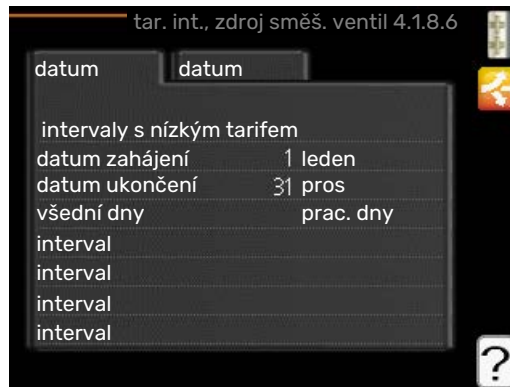 tar. int., zdroj směš. ventil 4.1.8.6
datum datum
intervaly s nízkým tarifem
datum zahájení 1 leden
datum ukončení 31 pros
všední dny prac. dny
interval
interval
interval
interval
?